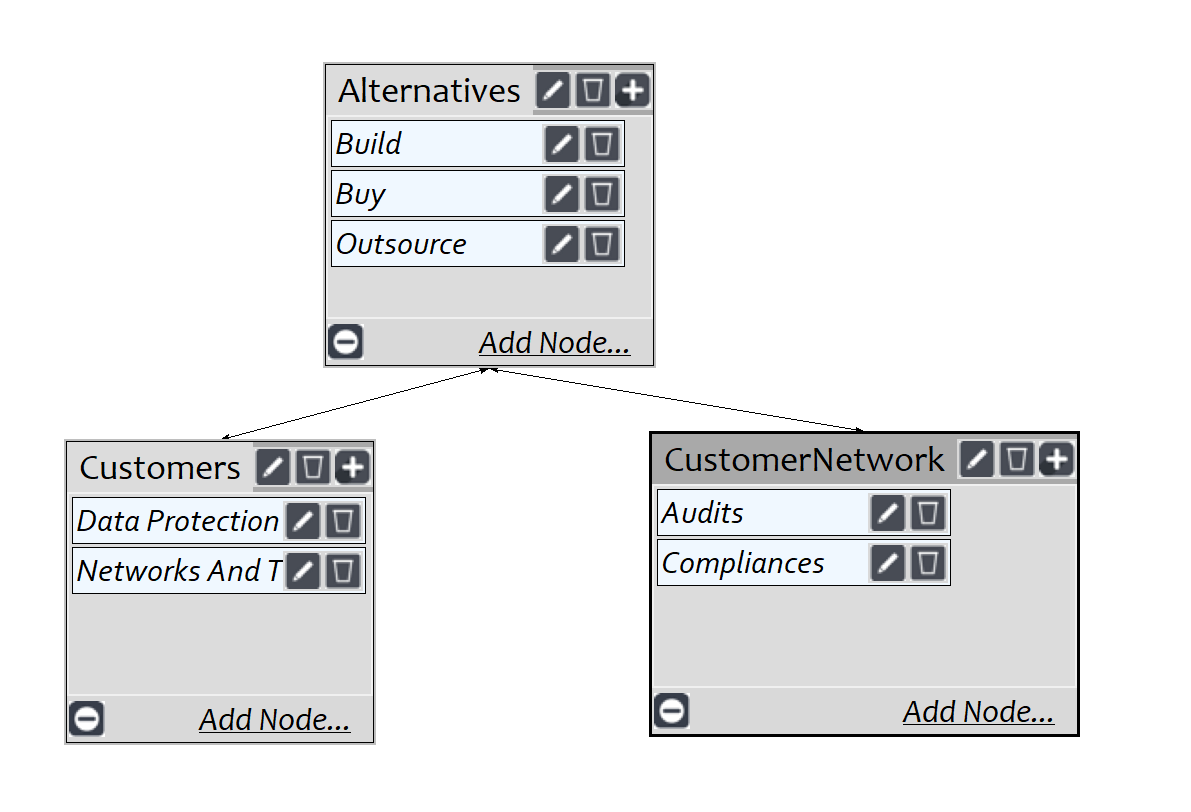 Alternatives
Build
Buy
Outsource
Add Node...
Customers
Data Protection
Networks And T
Add Node...
CustomerNetwork
Audits
Compliances
Add Node...